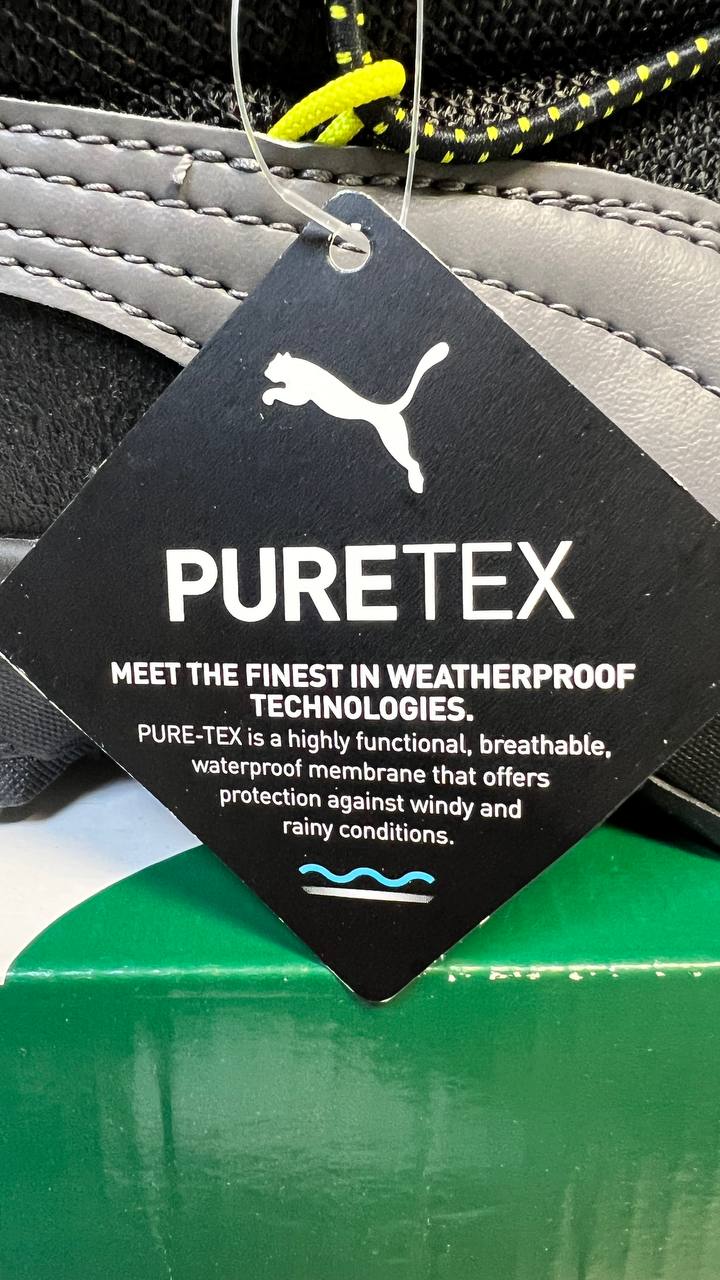 PURETEX
MEET THE FINEST IN WEATHERPROOF
TECHNOLOGIES.
PURE-TEX is a highly functional, breathable,
waterproof membrane that offers
protection against windy and
rainy conditions.